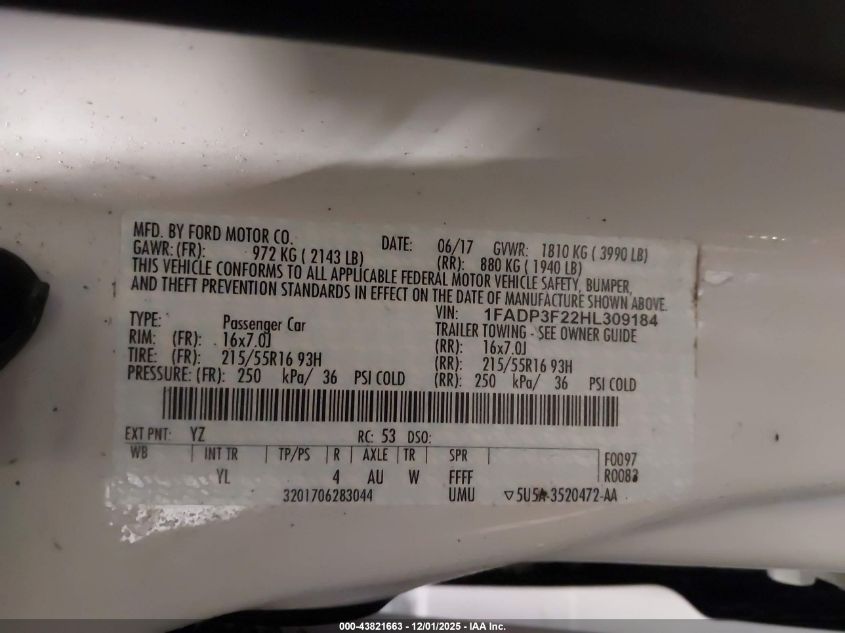 MFD. BY FORD MOTOR CO. DATE: 06/17 GVWR: 1810 KG ( 3990 LB)
GAWR: (FR): 972 KG ( 2143 LB) (RR): 880 KG ( 1940 LB)
THIS VEHICLE CONFORMS TO ALL APPLICABLE FEDERAL MOTOR VEHICLE SAFETY, BUMPER,
AND THEFT PREVENTION STANDARDS IN EFFECT ON THE DATE OF MANUFACTURE SHOWN ABOVE.
VIN: 1FADP3F22HL309184
TYPE: Passenger Car TRAILER TOWING - SEE OWNER GUIDE
RIM: (FR): 16x7.0J (RR): 16x7.0J
TIRE: (FR): 215/55R16 93H (RR): 215/55R16 93H
PRESSURE: (FR): 250 kPa/ 36 PSI COLD (RR): 250 kPa/ 36 PSI COLD
EXT PNT: YZ RC: 53 DSO:
WB INT TR TP/PS R AXLE TR SPR F0097
YL 4 AU W FFFF R0083
3201706283044 UMU ▽5U5A-3520472-AA
000-43821663 - 12/01/2025 - IAA Inc.